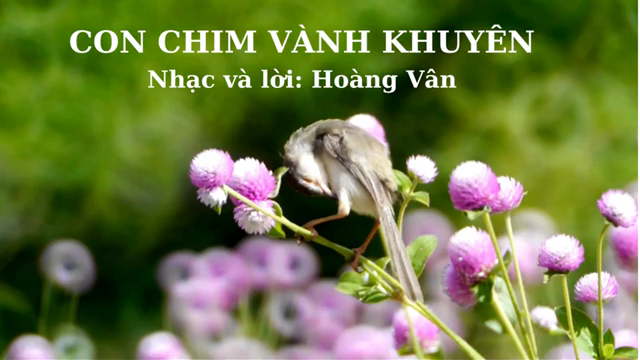 CON CHIM VÀNH KHUYÊN
Nhạc và lời: Hoàng Vân